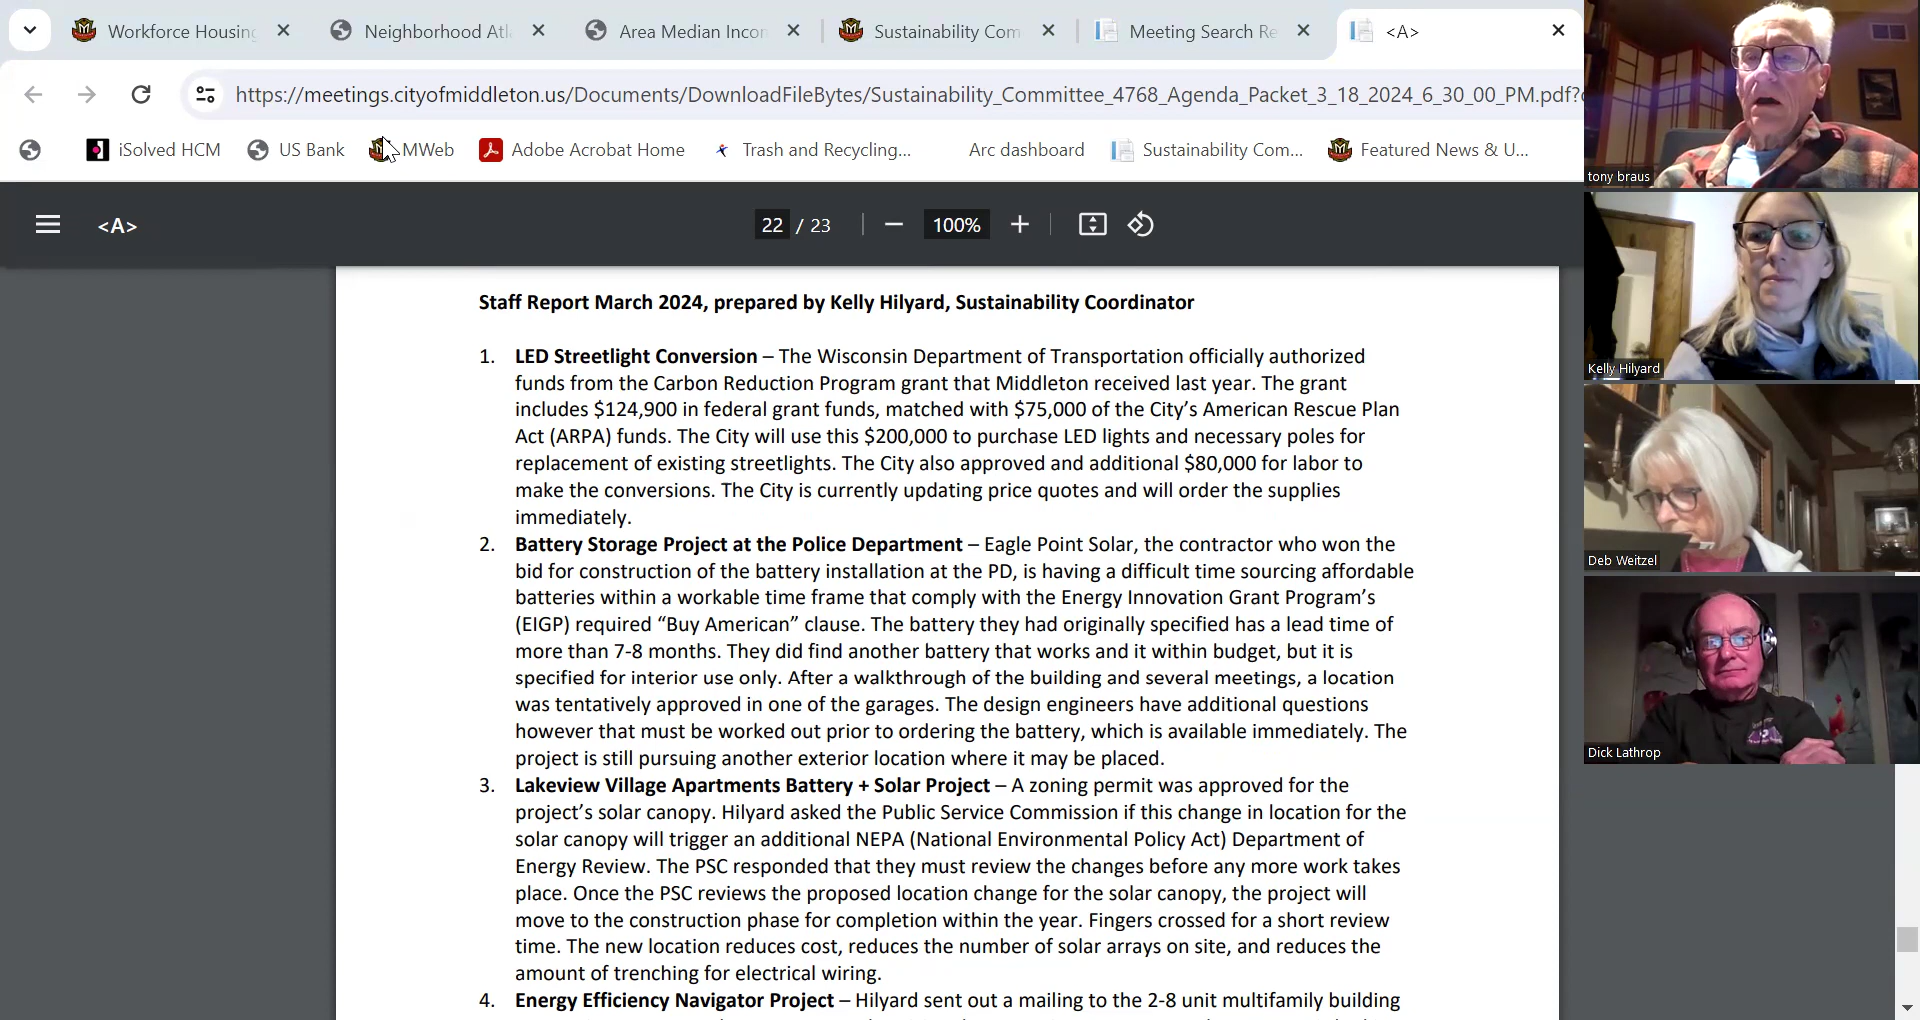 Workforce Housing
Neighborhood Atl
Area Median Incon
Sustainability Com
Meeting Search Re
<A>
https://meetings.cityofmiddleton.us/Documents/DownloadFileBytes/Sustainability_Committee_4768_Agenda_Packet_3_18_2024_6_30_00_PM.pdf?
iSolved HCM
US Bank
MWeb
Adobe Acrobat Home
Trash and Recycling...
Arc dashboard
Sustainability Com...
Featured News & U...
<A>
22 / 23
100%
Staff Report March 2024, prepared by Kelly Hilyard, Sustainability Coordinator
1. LED Streetlight Conversion – The Wisconsin Department of Transportation officially authorized
funds from the Carbon Reduction Program grant that Middleton received last year. The grant
includes $124,900 in federal grant funds, matched with $75,000 of the City’s American Rescue Plan
Act (ARPA) funds. The City will use this $200,000 to purchase LED lights and necessary poles for
replacement of existing streetlights. The City also approved and additional $80,000 for labor to
make the conversions. The City is currently updating price quotes and will order the supplies
immediately.
2. Battery Storage Project at the Police Department – Eagle Point Solar, the contractor who won the
bid for construction of the battery installation at the PD, is having a difficult time sourcing affordable
batteries within a workable time frame that comply with the Energy Innovation Grant Program’s
(EIGP) required “Buy American” clause. The battery they had originally specified has a lead time of
more than 7-8 months. They did find another battery that works and it within budget, but it is
specified for interior use only. After a walkthrough of the building and several meetings, a location
was tentatively approved in one of the garages. The design engineers have additional questions
however that must be worked out prior to ordering the battery, which is available immediately. The
project is still pursuing another exterior location where it may be placed.
3. Lakeview Village Apartments Battery + Solar Project – A zoning permit was approved for the
project’s solar canopy. Hilyard asked the Public Service Commission if this change in location for the
solar canopy will trigger an additional NEPA (National Environmental Policy Act) Department of
Energy Review. The PSC responded that they must review the changes before any more work takes
place. Once the PSC reviews the proposed location change for the solar canopy, the project will
move to the construction phase for completion within the year. Fingers crossed for a short review
time. The new location reduces cost, reduces the number of solar arrays on site, and reduces the
amount of trenching for electrical wiring.
4. Energy Efficiency Navigator Project – Hilyard sent out a mailing to the 2-8 unit multifamily building
tony braus
Kelly Hilyard
Deb Weitzel
Dick Lathrop